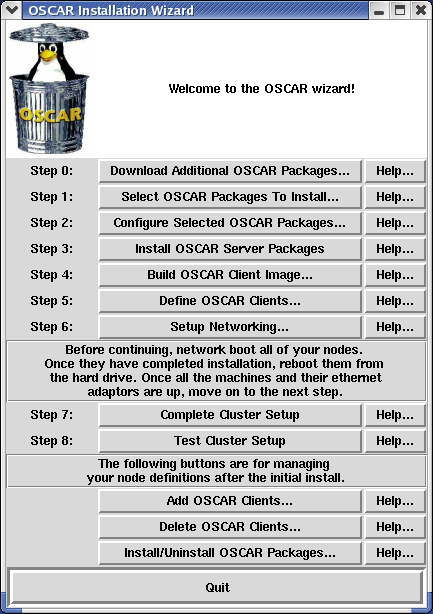 OSCAR Installation Wizard
OSCAR
Welcome to the OSCAR wizard!
Step 0: Download Additional OSCAR Packages... Help...
Step 1: Select OSCAR Packages To Install... Help...
Step 2: Configure Selected OSCAR Packages... Help...
Step 3: Install OSCAR Server Packages Help...
Step 4: Build OSCAR Client Image... Help...
Step 5: Define OSCAR Clients... Help...
Step 6: Setup Networking... Help...
Before continuing, network boot all of your nodes.
Once they have completed installation, reboot them from
the hard drive. Once all the machines and their ethernet
adaptors are up, move on to the next step.
Step 7: Complete Cluster Setup Help...
Step 8: Test Cluster Setup Help...
The following buttons are for managing
your node definitions after the initial install.
Add OSCAR Clients... Help...
Delete OSCAR Clients... Help...
Install/Uninstall OSCAR Packages... Help...
Quit